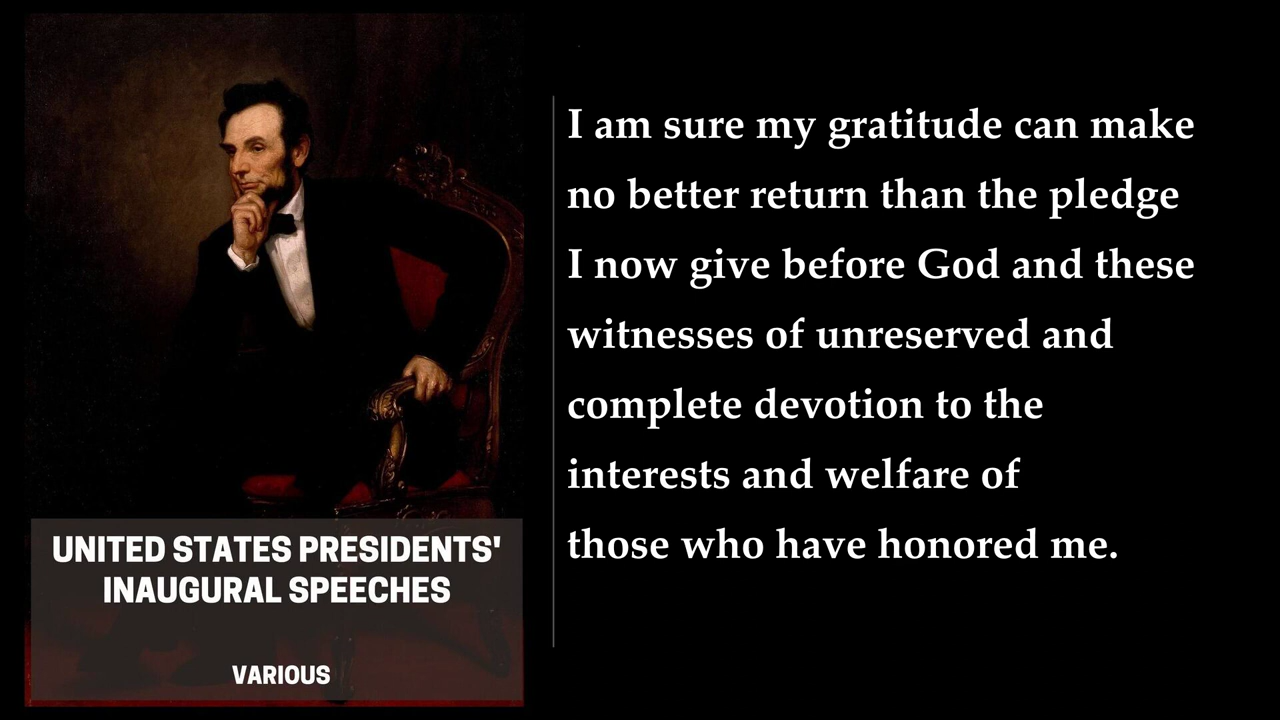 I am sure my gratitude can make
no better return than the pledge
I now give before God and these
witnesses of unreserved and
complete devotion to the
interests and welfare of
those who have honored me.
UNITED STATES PRESIDENTS'
INAUGURAL SPEECHES
VARIOUS